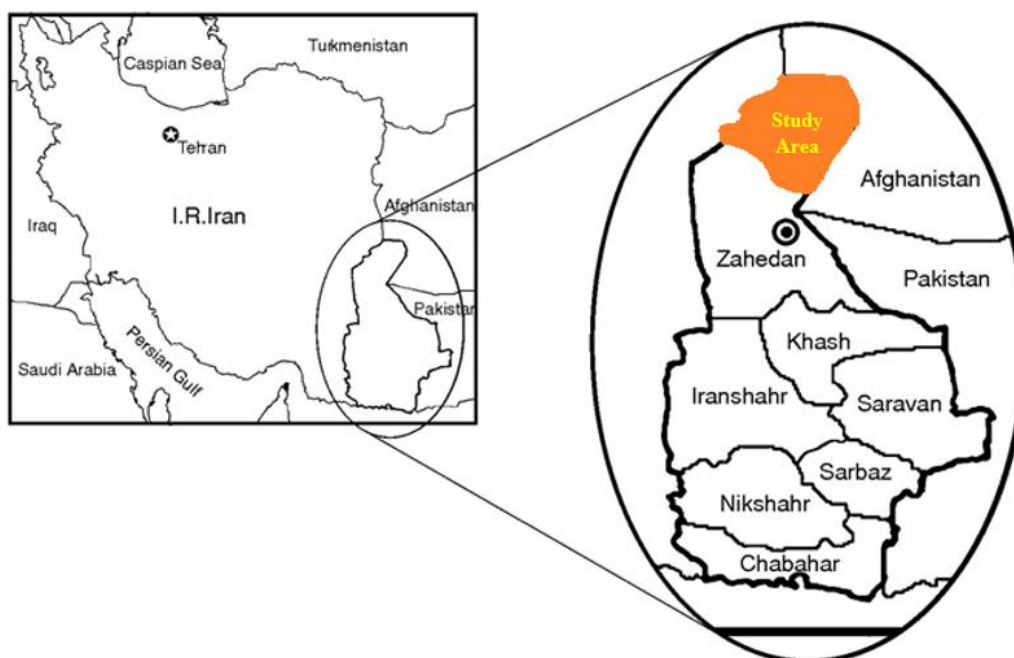 Turkmenistan
Caspian Sea
Tehran
Afghanistan
I.R.Iran
Iraq
Pakistan
Persian Gulf
Saudi Arabia
Study
Area
Afghanistan
Zahedan
Pakistan
Khash
Iranshahr
Saravan
Sarbaz
Nikshahr
Chabahar